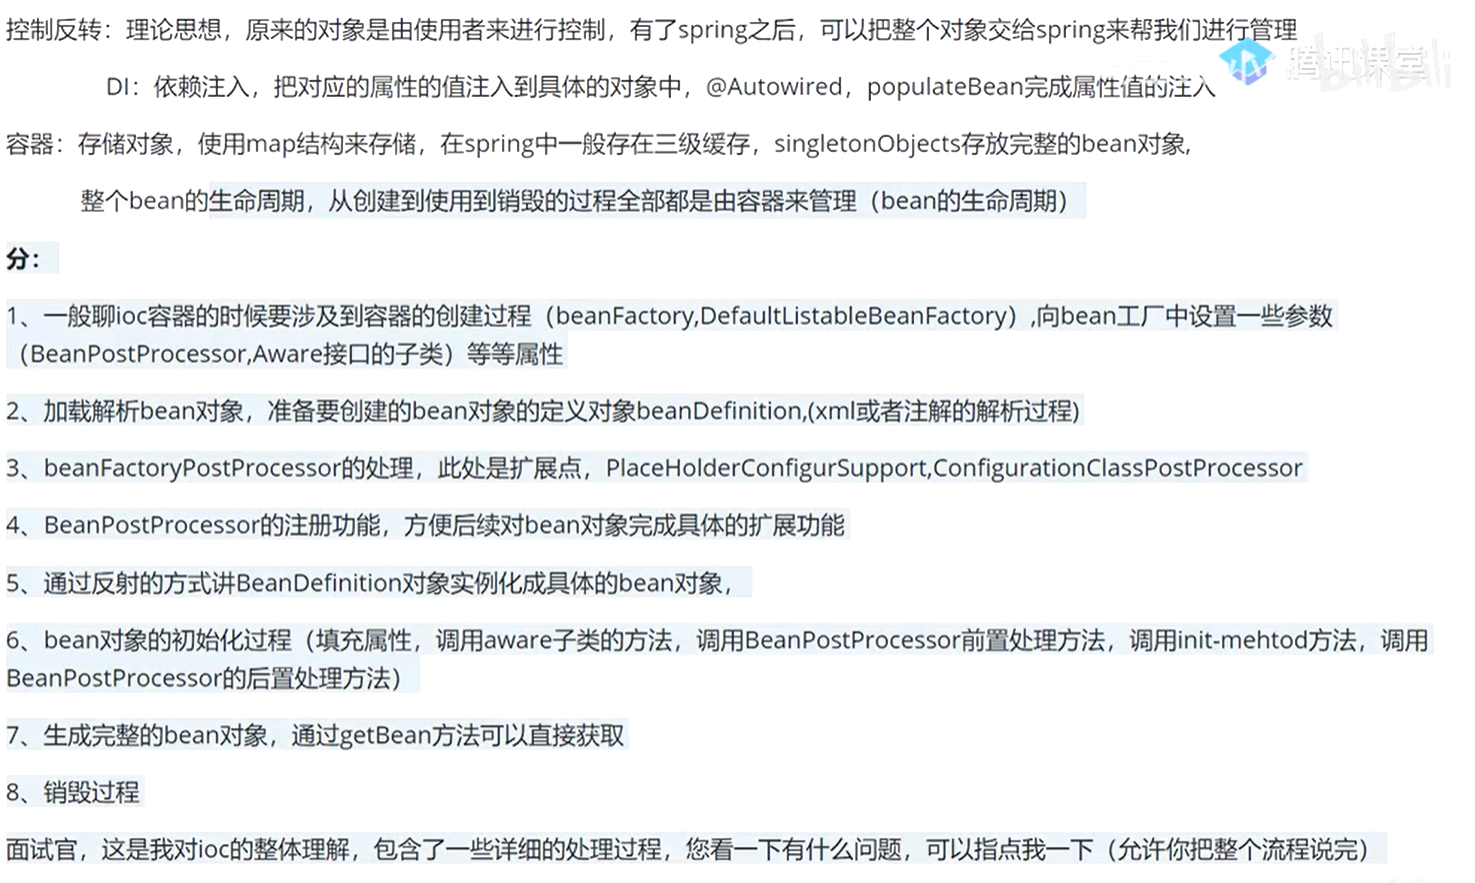 控制反转：理论思想，原来的对象是由使用者来进行控制，有了spring之后，可以把整个对象交给spring来帮我们进行管理
DI：依赖注入，把对应的属性的值注入到具体的对象中，@Autowired，populateBean完成属性值的注入
腾讯课堂
bilibili
容器：存储对象，使用map结构来存储，在spring中一般存在三级缓存，singletonObjects存放完整的bean对象,
整个bean的生命周期，从创建到使用到销毁的过程全部都是由容器来管理（bean的生命周期）
分：
1、一般聊ioc容器的时候要涉及到容器的创建过程（beanFactory,DefaultListableBeanFactory）,向bean工厂中设置一些参数
（BeanPostProcessor,Aware接口的子类）等等属性
2、加载解析bean对象，准备要创建的bean对象的定义对象beanDefinition,(xml或者注解的解析过程)
3、beanFactoryPostProcessor的处理，此处是扩展点，PlaceHolderConfigurSupport,ConfigurationClassPostProcessor
4、BeanPostProcessor的注册功能，方便后续对bean对象完成具体的扩展功能
5、通过反射的方式讲BeanDefinition对象实例化成具体的bean对象，
6、bean对象的初始化过程（填充属性，调用aware子类的方法，调用BeanPostProcessor前置处理方法，调用init-mehtod方法，调用
BeanPostProcessor的后置处理方法）
7、生成完整的bean对象，通过getBean方法可以直接获取
8、销毁过程
面试官，这是我对ioc的整体理解，包含了一些详细的处理过程，您看一下有什么问题，可以指点我一下（允许你把整个流程说完）